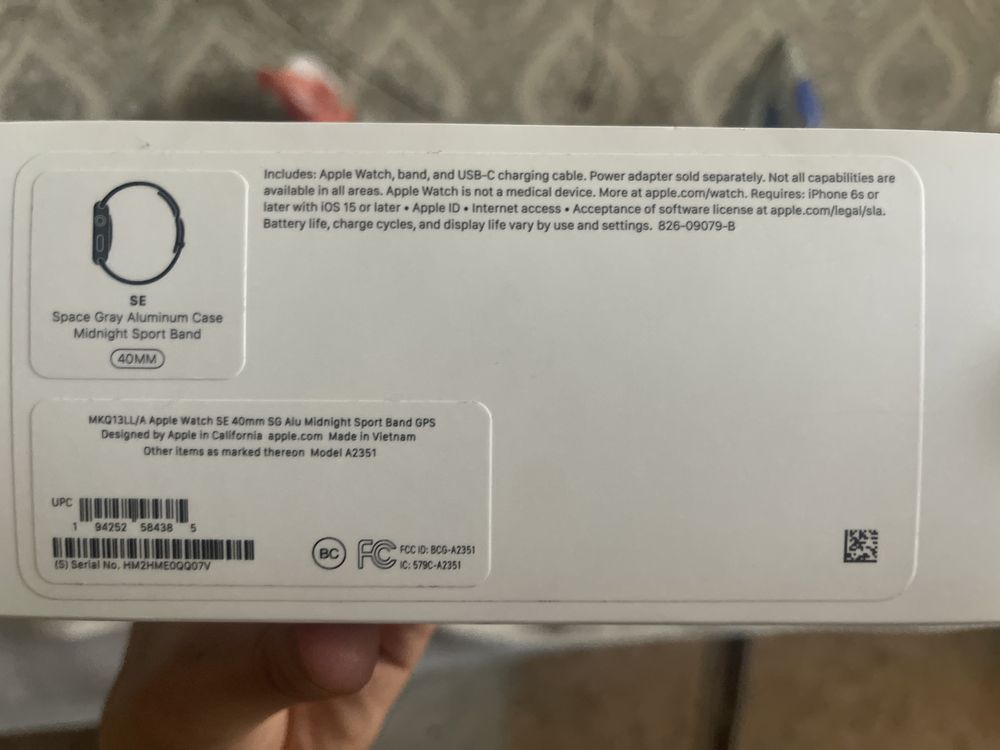 Includes: Apple Watch, band, and USB-C charging cable. Power adapter sold separately. Not all capabilities are
available in all areas. Apple Watch is not a medical device. More at apple.com/watch. Requires: iPhone 6s or
later with iOS 15 or later • Apple ID • Internet access • Acceptance of software license at apple.com/legal/sla.
Battery life, charge cycles, and display life vary by use and settings. 826-09079-B
SE
Space Gray Aluminum Case
Midnight Sport Band
40MM
MKQ13LL/A Apple Watch SE 40mm SG Alu Midnight Sport Band GPS
Designed by Apple in California apple.com Made in Vietnam
Other items as marked thereon Model A2351
UPC
1 94252 58438 5
(S) Serial No. HM2HME0QQ07V
BC
FC
FCC ID: BCG-A2351
IC: 579C-A2351